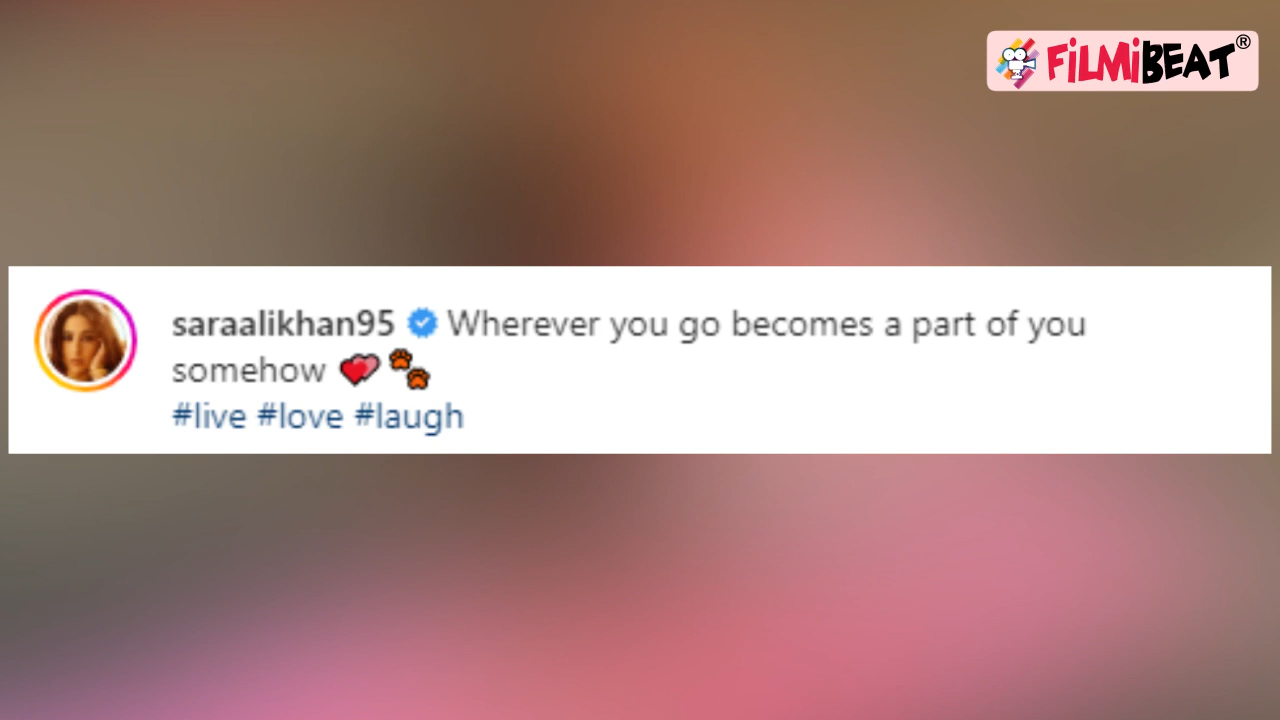 FiLMiBEAT®
saraalikhan95 Wherever you go becomes a part of you
somehow 💕🐾
#live #love #laugh